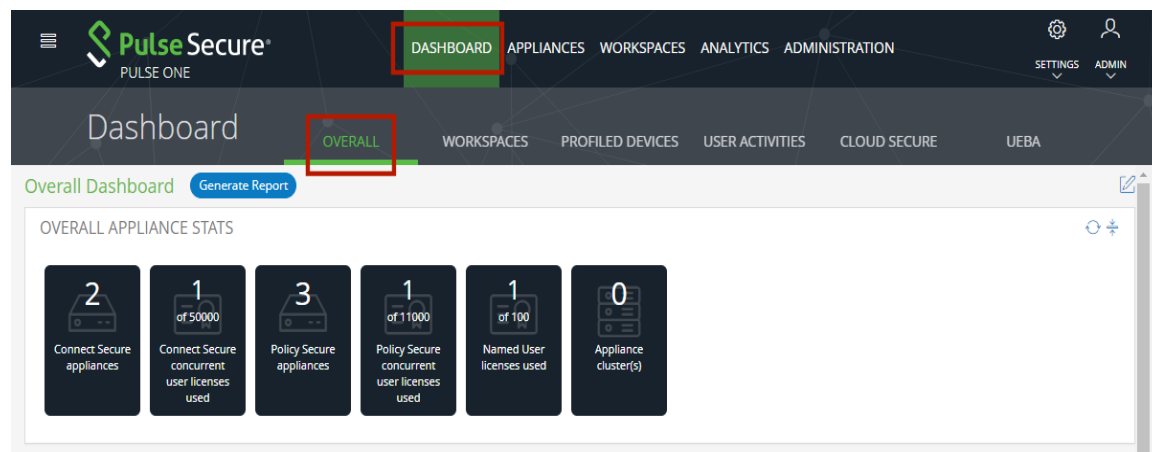 Pulse Secure®
PULSE ONE
DASHBOARD APPLIANCES WORKSPACES ANALYTICS ADMINISTRATION
SETTINGS ADMIN
Dashboard
OVERALL WORKSPACES PROFILED DEVICES USER ACTIVITIES CLOUD SECURE UEBA
Overall Dashboard Generate Report
OVERALL APPLIANCE STATS
2
Connect Secure
appliances
1
of 50000
Connect Secure
concurrent
user licenses
used
3
Policy Secure
appliances
1
of 11000
Policy Secure
concurrent
user licenses
used
1
of 100
Named User
licenses used
0
Appliance
cluster(s)